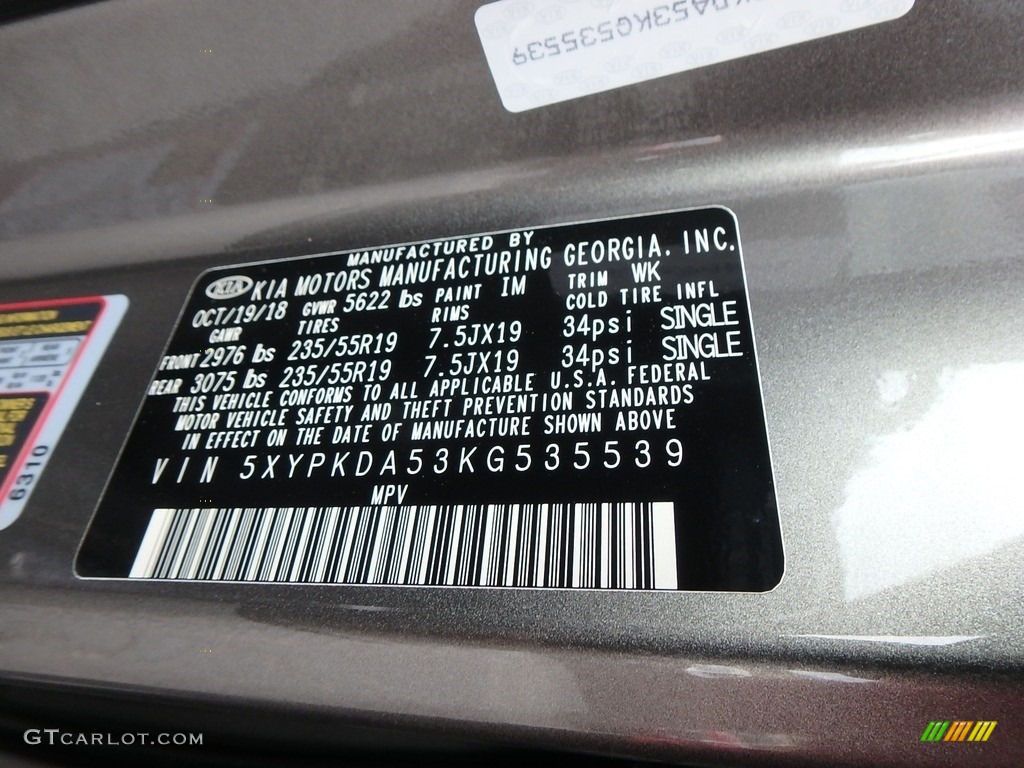 A53KG535539
MANUFACTURED BY
KIA KIA MOTORS MANUFACTURING GEORGIA, INC.
OCT/19/18 GVWR 5622 lbs PAINT IM TRIM WK
GAWR TIRES RIMS COLD TIRE INFL
FRONT 2976 lbs 235/55R19 7.5JX19 34psi SINGLE
REAR 3075 lbs 235/55R19 7.5JX19 34psi SINGLE
THIS VEHICLE CONFORMS TO ALL APPLICABLE U.S.A. FEDERAL
MOTOR VEHICLE SAFETY AND THEFT PREVENTION STANDARDS
IN EFFECT ON THE DATE OF MANUFACTURE SHOWN ABOVE
VIN 5XYPKDA53KG535539
MPV
6310
GTCARLOT.COM